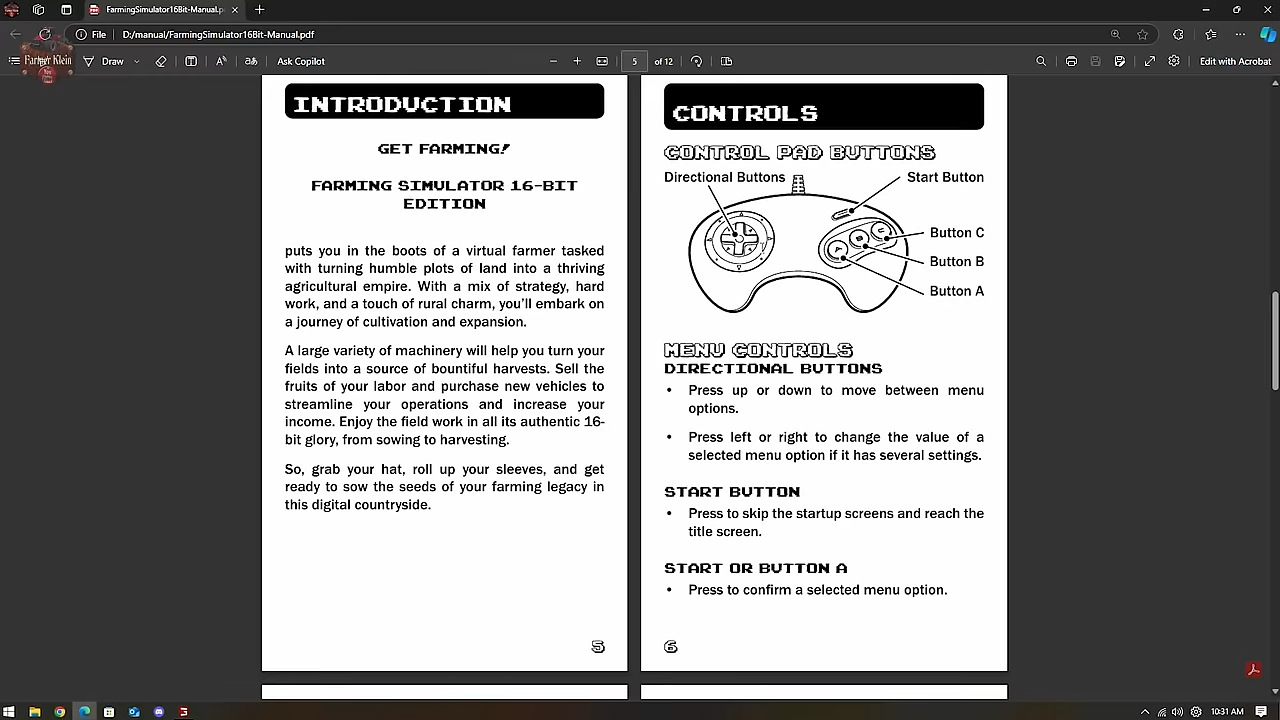 FarmingSimulator16Bit-Manual.pdf
File
D:/manual/FarmingSimulator16Bit-Manual.pdf
Farmer Klein
Draw
Ask Copilot
5
of 12
Edit with Acrobat
INTRODUCTION
GET FARMING!
FARMING SIMULATOR 16-BIT
EDITION
puts you in the boots of a virtual farmer tasked
with turning humble plots of land into a thriving
agricultural empire. With a mix of strategy, hard
work, and a touch of rural charm, you'll embark on
a journey of cultivation and expansion.
A large variety of machinery will help you turn your
fields into a source of bountiful harvests. Sell the
fruits of your labor and purchase new vehicles to
streamline your operations and increase your
income. Enjoy the field work in all its authentic 16-
bit glory, from sowing to harvesting.
So, grab your hat, roll up your sleeves, and get
ready to sow the seeds of your farming legacy in
this digital countryside.
5
CONTROLS
CONTROL PAD BUTTONS
Directional Buttons
Start Button
Button C
Button B
Button A
MENU CONTROLS
DIRECTIONAL BUTTONS
• Press up or down to move between menu
options.
• Press left or right to change the value of a
selected menu option if it has several settings.
START BUTTON
• Press to skip the startup screens and reach the
title screen.
START OR BUTTON A
• Press to confirm a selected menu option.
6
10:31 AM